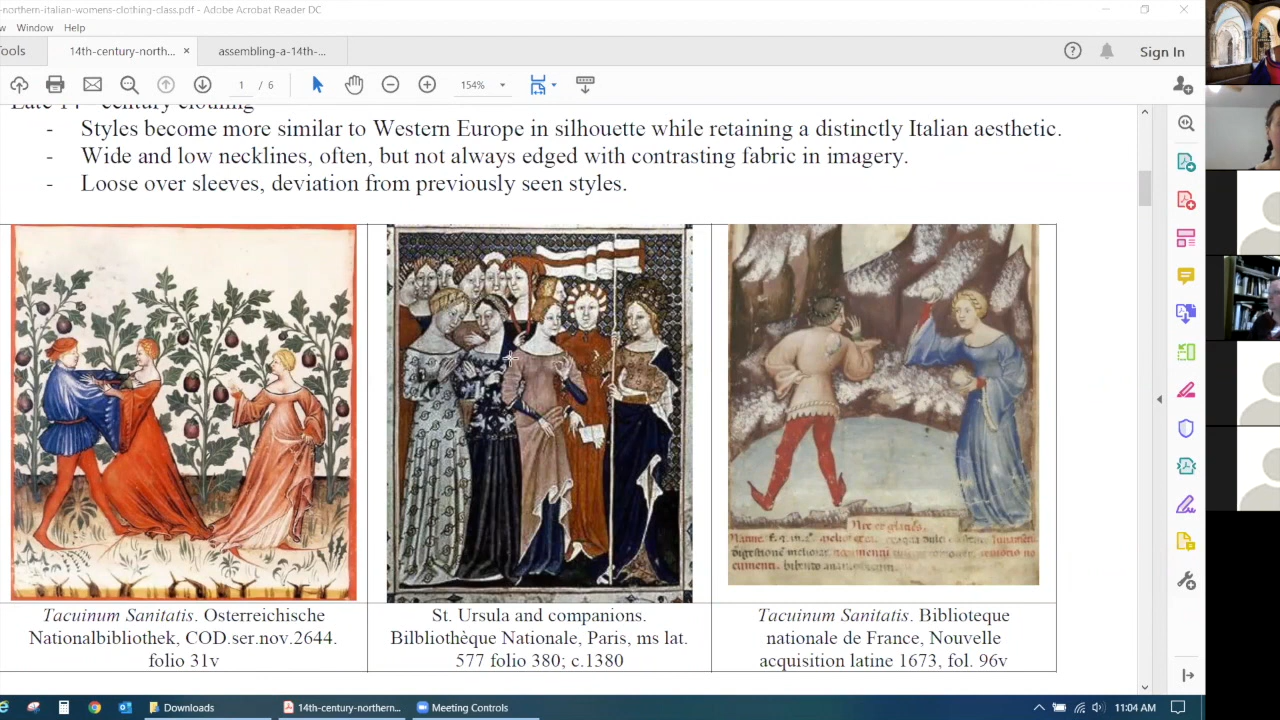 -northern-italian-womens-clothing-class.pdf - Adobe Acrobat Reader DC
w Window Help
ools 14th-century-north... × assembling-a-14th-... Sign In
1 / 6 154%
Late 14th century clothing
- Styles become more similar to Western Europe in silhouette while retaining a distinctly Italian aesthetic.
- Wide and low necklines, often, but not always edged with contrasting fabric in imagery.
- Loose over sleeves, deviation from previously seen styles.
Tacuinum Sanitatis. Osterreichische
Nationalbibliothek, COD.ser.nov.2644.
folio 31v
St. Ursula and companions.
Bilbliothèque Nationale, Paris, ms lat.
577 folio 380; c.1380
Tacuinum Sanitatis. Biblioteque
nationale de France, Nouvelle
acquisition latine 1673, fol. 96v
Downloads 14th-century-northern... Meeting Controls 11:04 AM